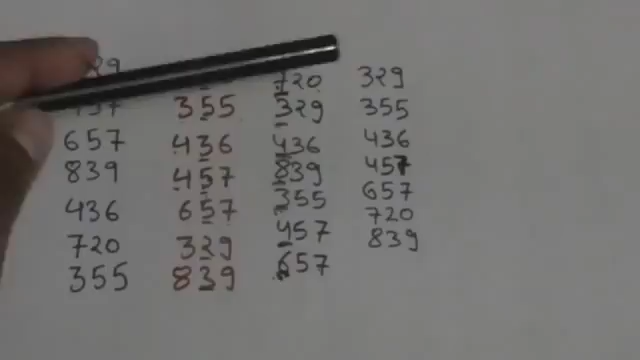 720 329
355 329 355
657 436 436 436
839 457 839 457
436 657 355 657
720 329 457 720
355 839 657 839